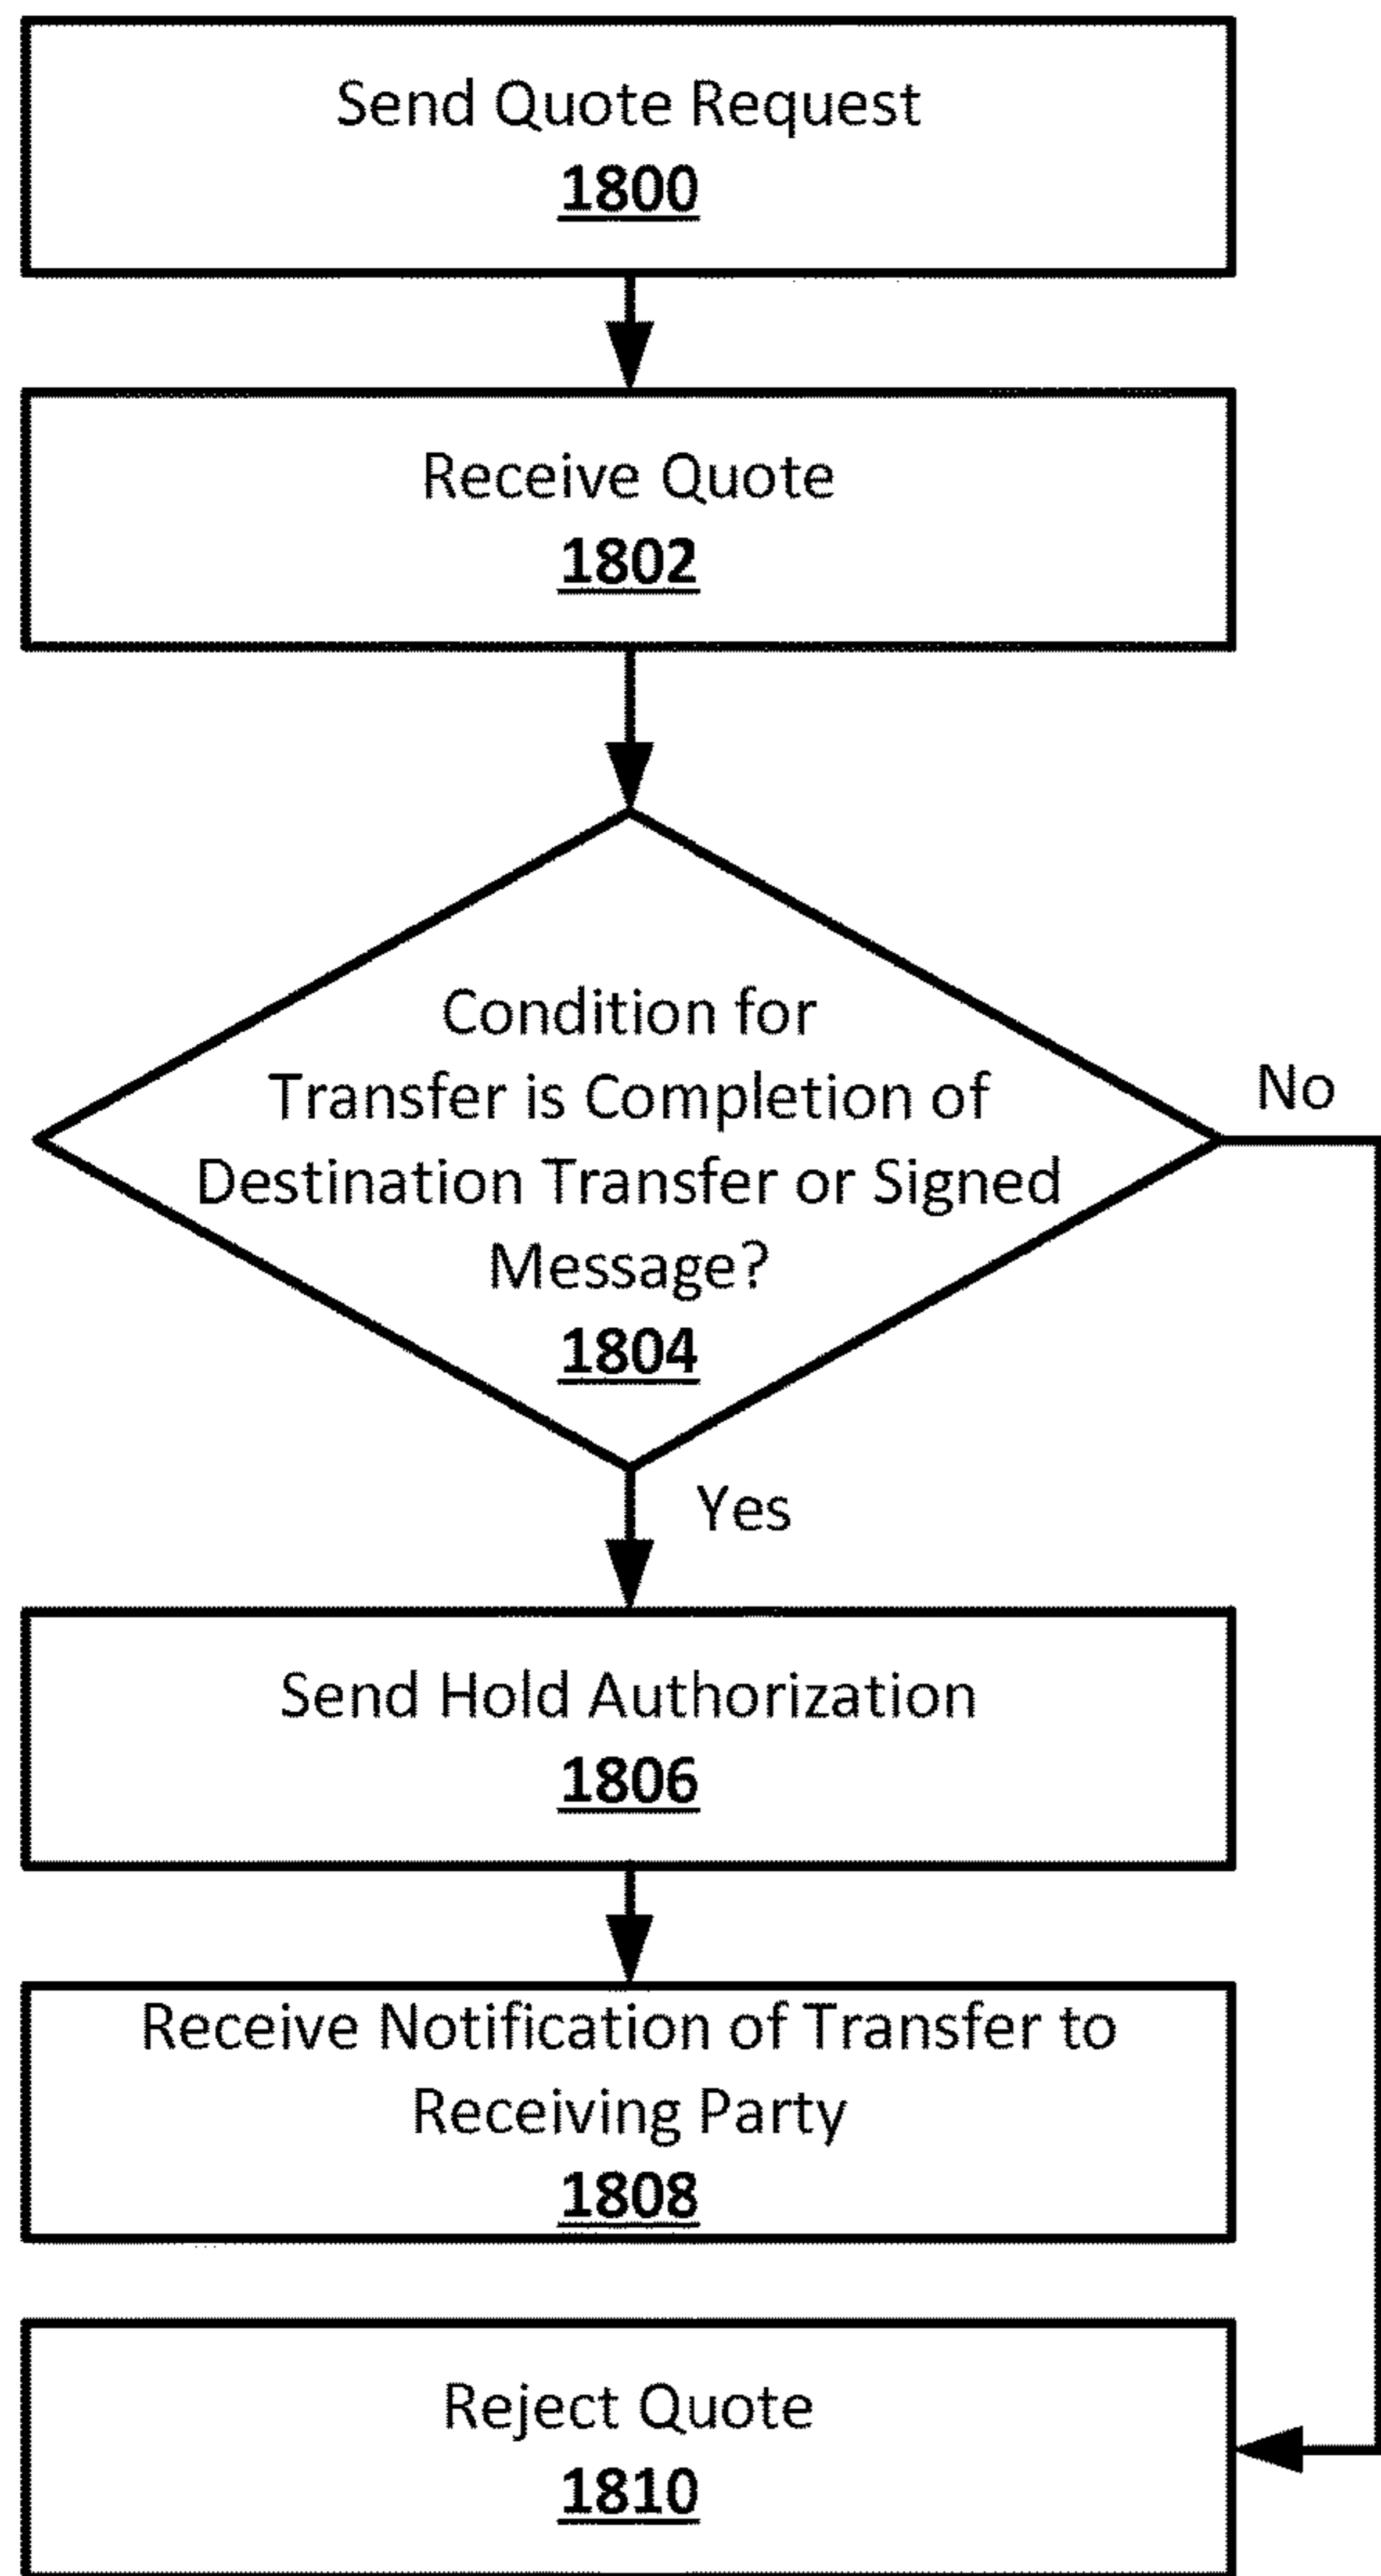 Send Quote Request
1800
Receive Quote
1802
Condition for
Transfer is Completion of
Destination Transfer or Signed
Message?
1804
No
Yes
Send Hold Authorization
1806
Receive Notification of Transfer to
Receiving Party
1808
Reject Quote
1810